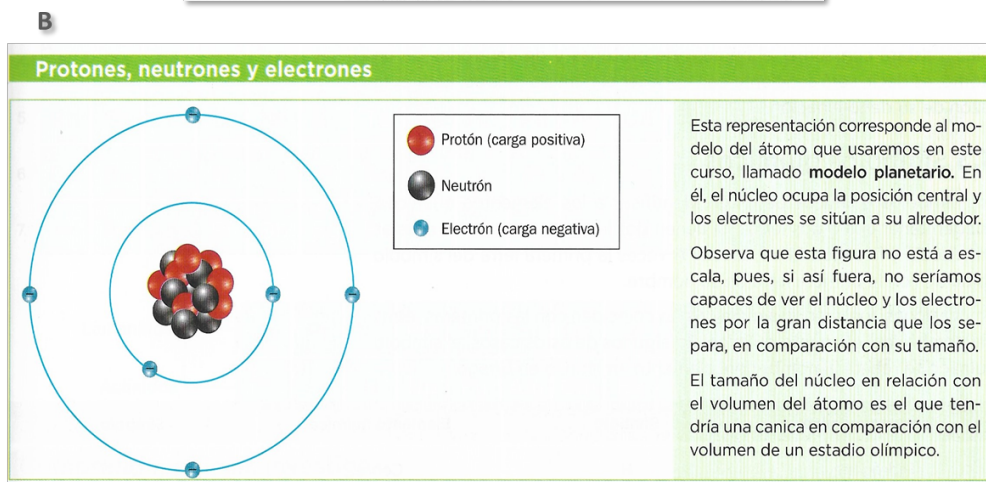 B
Protones, neutrones y electrones
Protón (carga positiva)
Neutrón
Electrón (carga negativa)
Esta representación corresponde al mo-
delo del átomo que usaremos en este
curso, llamado modelo planetario. En
él, el núcleo ocupa la posición central y
los electrones se sitúan a su alrededor.
Observa que esta figura no está a es-
cala, pues, si así fuera, no seríamos
capaces de ver el núcleo y los electro-
nes por la gran distancia que los se-
para, en comparación con su tamaño.
El tamaño del núcleo en relación con
el volumen del átomo es el que ten-
dría una canica en comparación con el
volumen de un estadio olímpico.